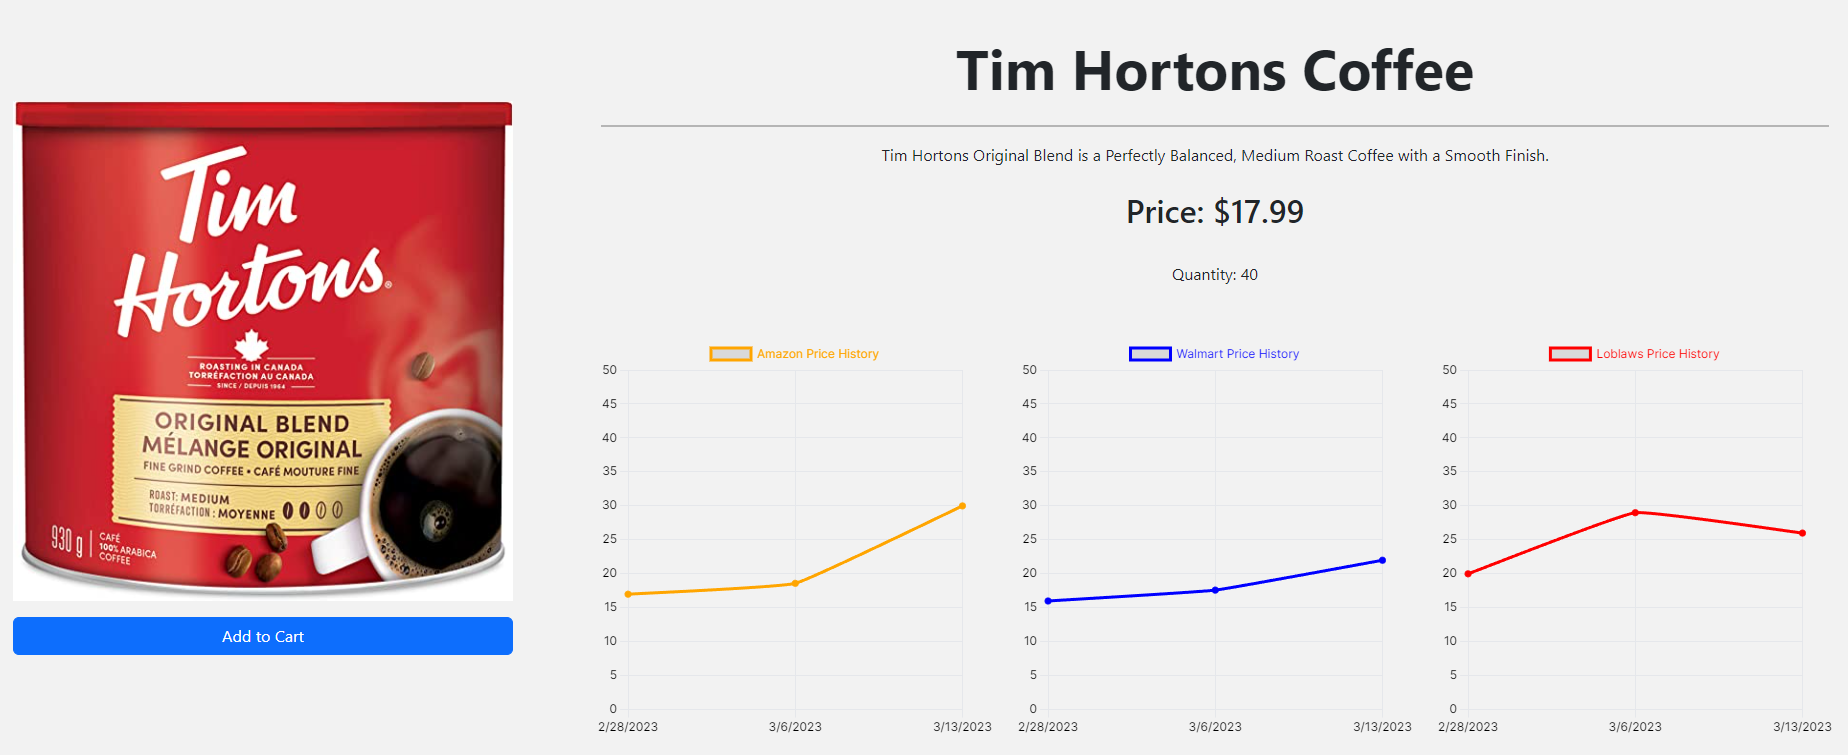 Tim Hortons Coffee
Tim Hortons Original Blend is a Perfectly Balanced, Medium Roast Coffee with a Smooth Finish.
Price: $17.99
Quantity: 40
Tim
Hortons®
ROASTING IN CANADA
TORRÉFACTION AU CANADA
SINCE / DEPUIS 1964
ORIGINAL BLEND
MÉLANGE ORIGINAL
FINE GRIND COFFEE • CAFÉ MOUTURE FINE
ROAST: MEDIUM
TORRÉFACTION: MOYENNE
930 g
CAFÉ
100% ARABICA
COFFEE
Add to Cart
Amazon Price History
50
45
40
35
30
25
20
15
10
5
0
2/28/2023 3/6/2023 3/13/2023
Walmart Price History
50
45
40
35
30
25
20
15
10
5
0
2/28/2023 3/6/2023 3/13/2023
Loblaws Price History
50
45
40
35
30
25
20
15
10
5
0
2/28/2023 3/6/2023 3/13/2023